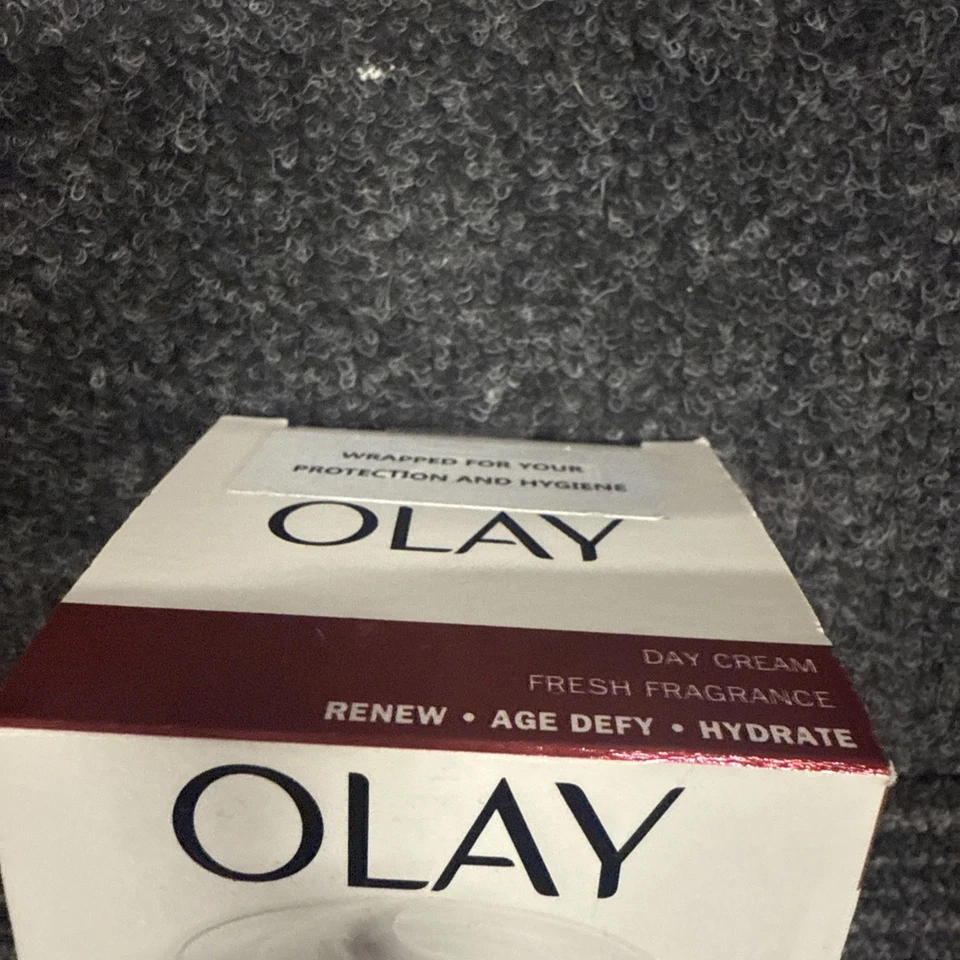 WRAPPED FOR YOUR
PROTECTION AND HYGIENE
OLAY
DAY CREAM
FRESH FRAGRANCE
RENEW • AGE DEFY • HYDRATE
OLAY